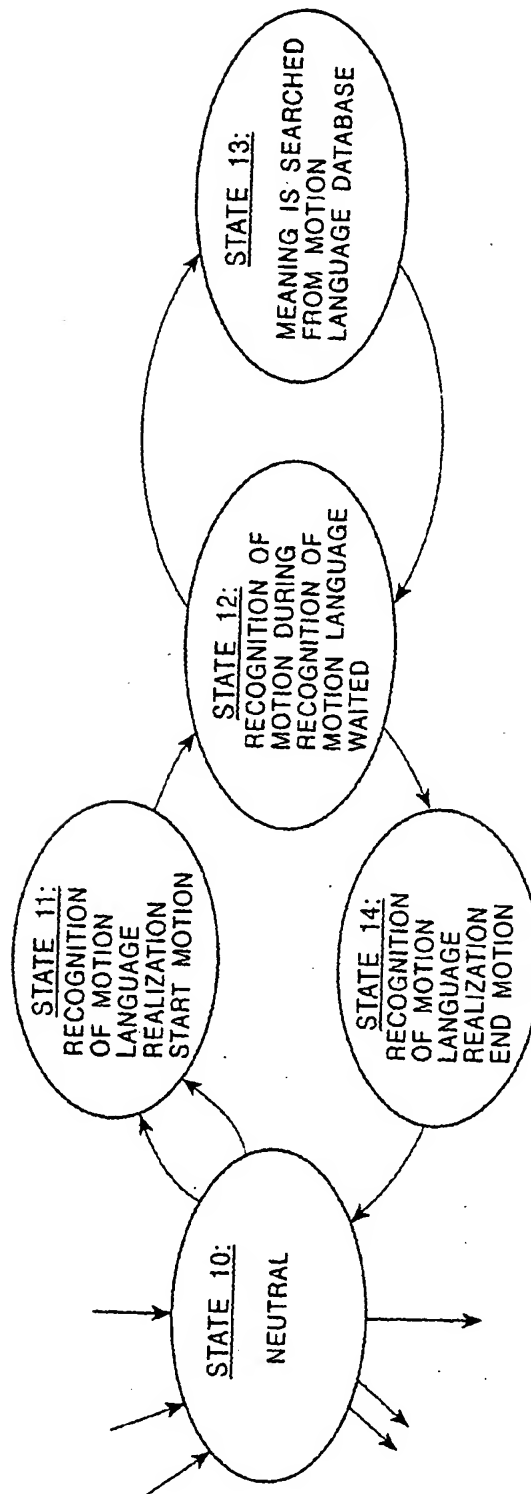 STATE 10:
NEUTRAL
STATE 11:
RECOGNITION
OF MOTION
LANGUAGE
REALIZATION
START MOTION
STATE 12:
RECOGNITION OF
MOTION DURING
RECOGNITION OF
MOTION LANGUAGE
WAITED
STATE 13:
MEANING IS SEARCHED
FROM MOTION
LANGUAGE DATABASE
STATE 14:
RECOGNITION
OF MOTION
LANGUAGE
REALIZATION
END MOTION